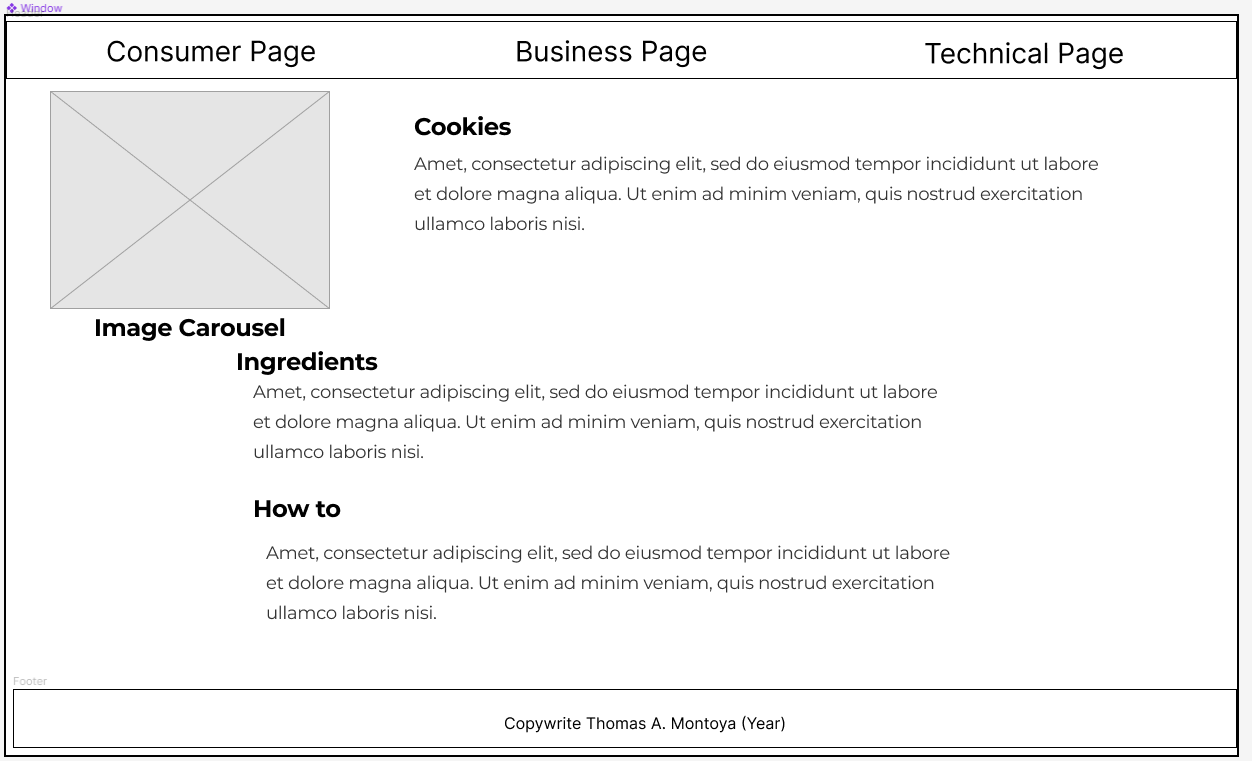 Window
Consumer Page
Business Page
Technical Page
Cookies
Amet, consectetur adipiscing elit, sed do eiusmod tempor incididunt ut labore
et dolore magna aliqua. Ut enim ad minim veniam, quis nostrud exercitation
ullamco laboris nisi.
Image Carousel
Ingredients
Amet, consectetur adipiscing elit, sed do eiusmod tempor incididunt ut labore
et dolore magna aliqua. Ut enim ad minim veniam, quis nostrud exercitation
ullamco laboris nisi.
How to
Amet, consectetur adipiscing elit, sed do eiusmod tempor incididunt ut labore
et dolore magna aliqua. Ut enim ad minim veniam, quis nostrud exercitation
ullamco laboris nisi.
Footer
Copywrite Thomas A. Montoya (Year)